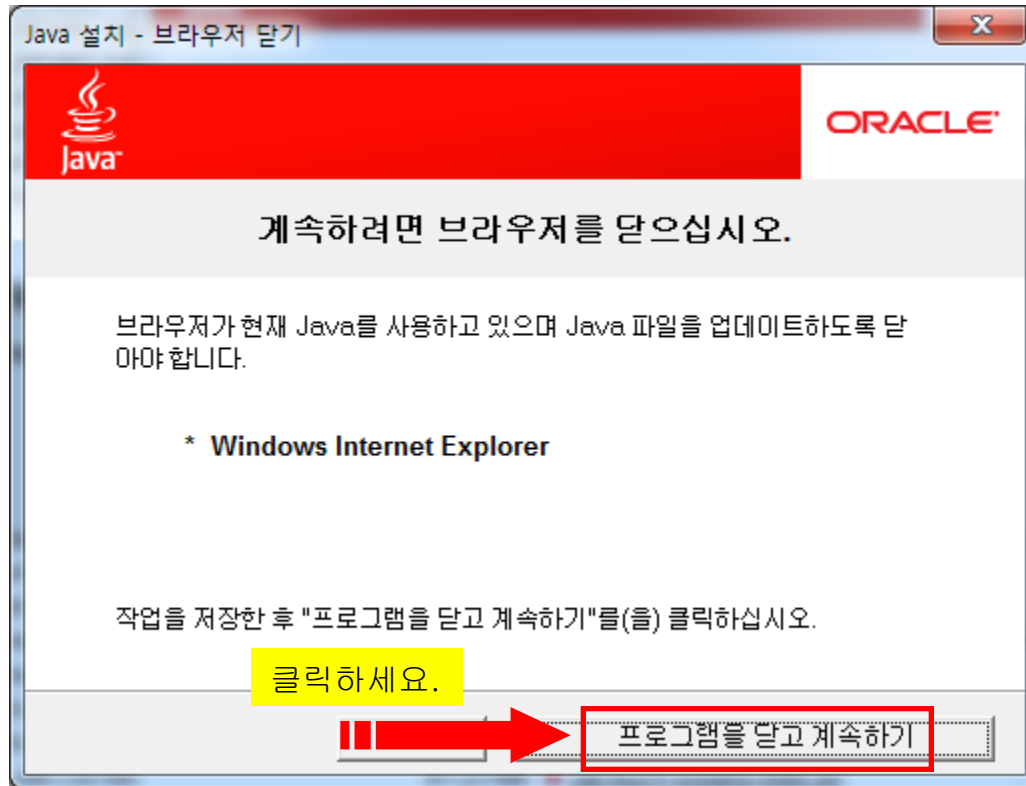 Java 설치 - 브라우저 닫기
Java
ORACLE
계속하려면 브라우저를 닫으십시오.
브라우저가 현재 Java를 사용하고 있으며 Java 파일을 업데이트하도록 닫
아야 합니다.
* Windows Internet Explorer
작업을 저장한 후 "프로그램을 닫고 계속하기"를(을) 클릭하십시오.
클릭하세요.
프로그램을 닫고 계속하기